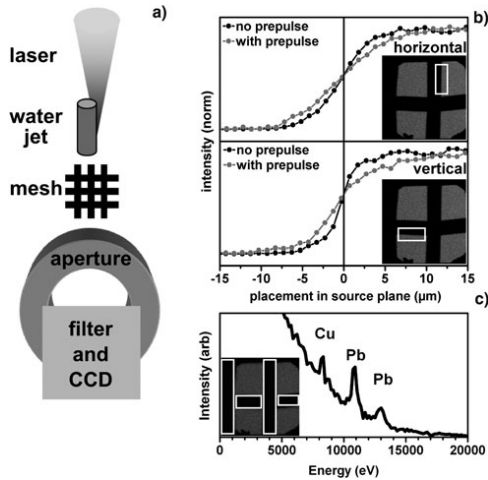 a)
laser
water
jet
mesh
aperture
filter
and
CCD
b)
no prepulse
with prepulse
horizontal
no prepulse
with prepulse
vertical
intensity (norm)
-15 -10 -5 0 5 10 15
placement in source plane (µm)
c)
Cu
Pb
Pb
Intensity (arb)
0 5000 10000 15000 20000
Energy (eV)